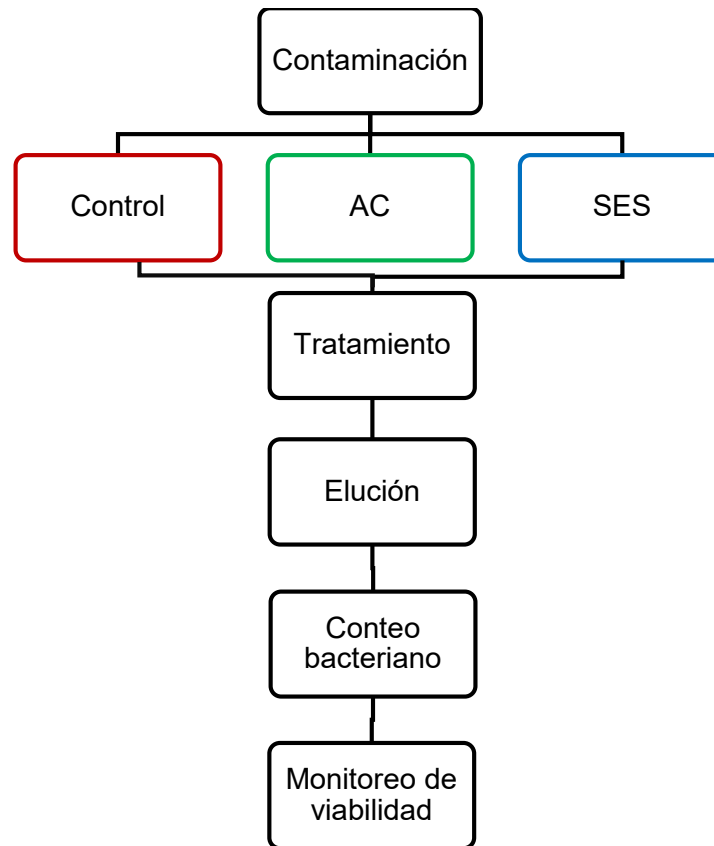 Contaminación
Control
AC
SES
Tratamiento
Elución
Conteo
bacteriano
Monitoreo de
viabilidad